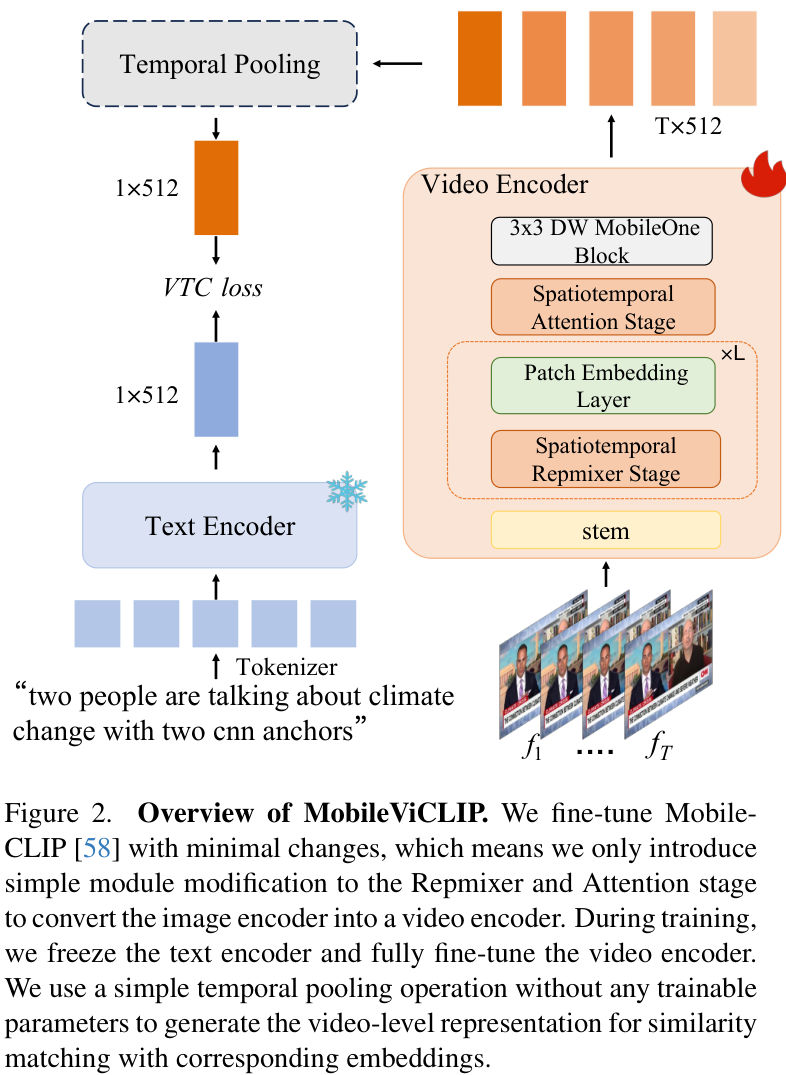 Temporal Pooling
T×512
1×512
VTC loss
1×512
Text Encoder
Tokenizer
“two people are talking about climate
change with two cnn anchors”
Video Encoder
3x3 DW MobileOne
Block
Spatiotemporal
Attention Stage
×L
Patch Embedding
Layer
Spatiotemporal
Repmixer Stage
stem
CNN
f1 .... fT
Figure 2. Overview of MobileViCLIP. We fine-tune Mobile-
CLIP [58] with minimal changes, which means we only introduce
simple module modification to the Repmixer and Attention stage
to convert the image encoder into a video encoder. During training,
we freeze the text encoder and fully fine-tune the video encoder.
We use a simple temporal pooling operation without any trainable
parameters to generate the video-level representation for similarity
matching with corresponding embeddings.